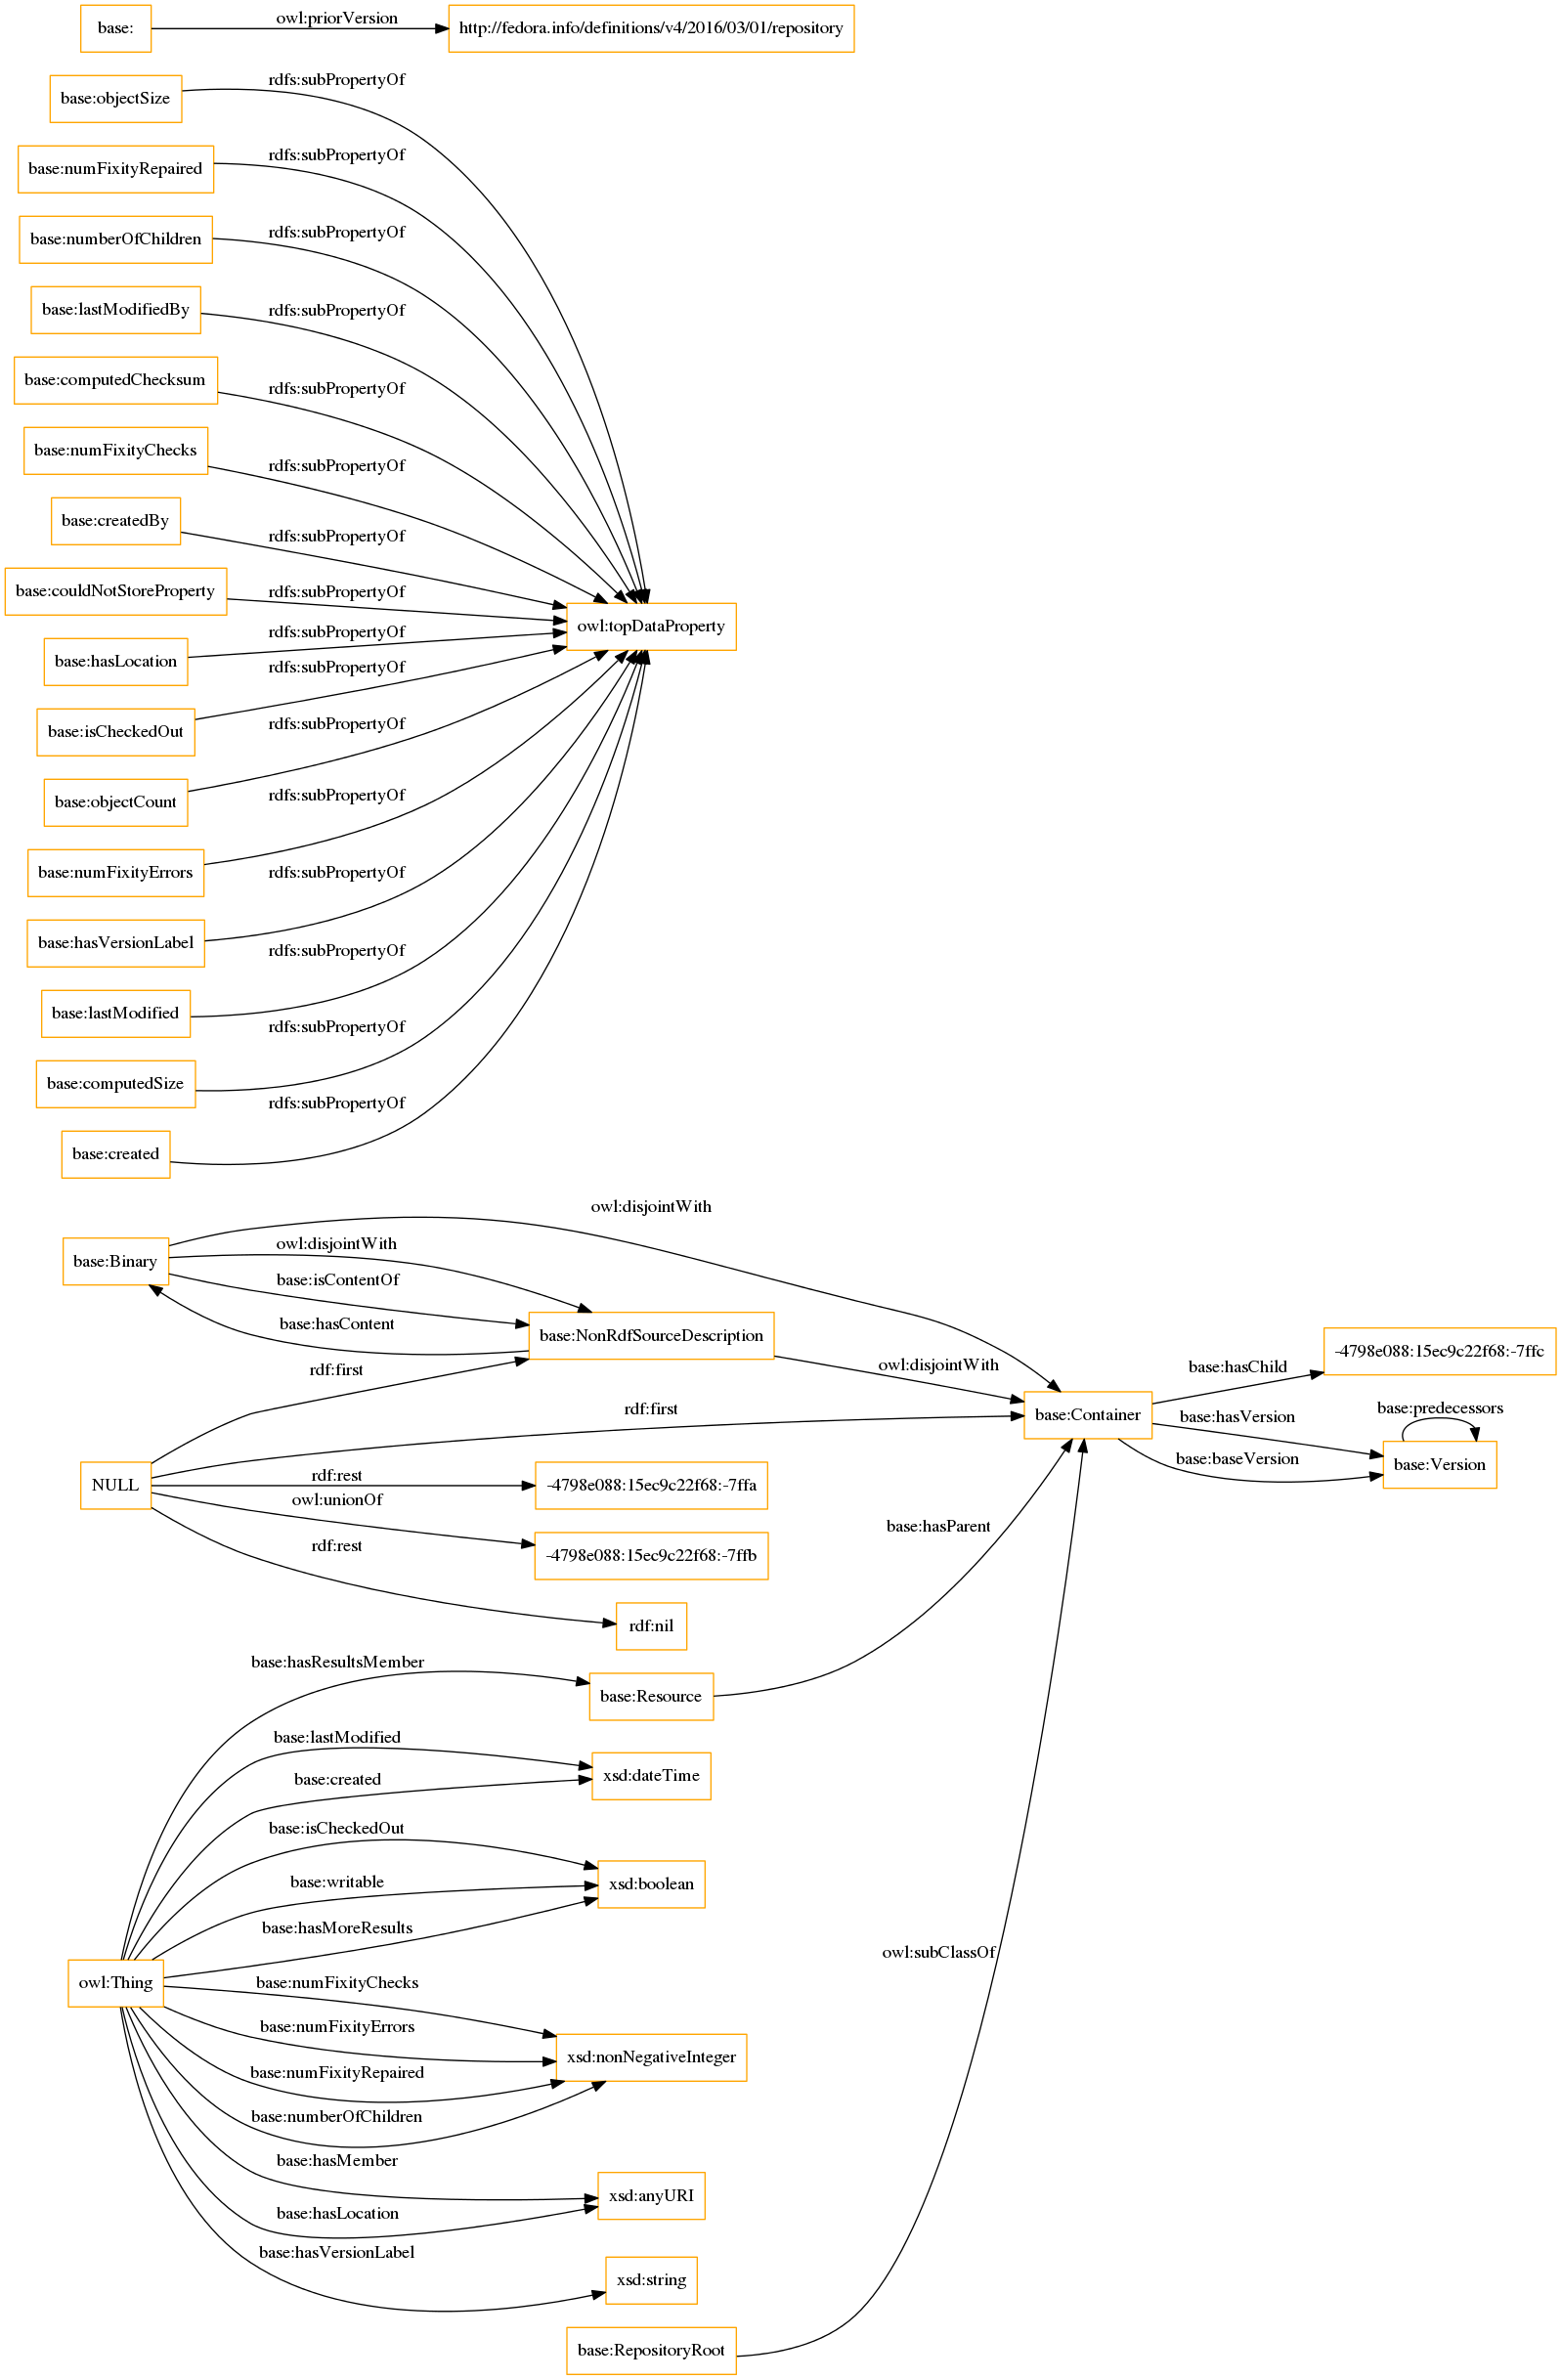 base:
owl:priorVersion
http://fedora.info/definitions/v4/2016/03/01/repository
base:objectSize
rdfs:subPropertyOf
base:numFixityRepaired
rdfs:subPropertyOf
base:numberOfChildren
rdfs:subPropertyOf
base:lastModifiedBy
rdfs:subPropertyOf
base:computedChecksum
rdfs:subPropertyOf
base:numFixityChecks
rdfs:subPropertyOf
base:createdBy
rdfs:subPropertyOf
base:couldNotStoreProperty
rdfs:subPropertyOf
owl:topDataProperty
base:hasLocation
rdfs:subPropertyOf
base:isCheckedOut
rdfs:subPropertyOf
base:objectCount
rdfs:subPropertyOf
base:numFixityErrors
rdfs:subPropertyOf
base:hasVersionLabel
rdfs:subPropertyOf
base:lastModified
rdfs:subPropertyOf
base:computedSize
rdfs:subPropertyOf
base:created
rdfs:subPropertyOf
owl:disjointWith
base:Binary
owl:disjointWith
base:isContentOf
base:hasContent
base:NonRdfSourceDescription
rdf:first
owl:disjointWith
base:hasChild
-4798e088:15ec9c22f68:-7ffc
rdf:first
base:Container
base:hasVersion
base:predecessors
base:baseVersion
base:Version
NULL
rdf:rest
-4798e088:15ec9c22f68:-7ffa
owl:unionOf
base:hasParent
rdf:rest
-4798e088:15ec9c22f68:-7ffb
rdf:nil
base:hasResultsMember
base:Resource
base:lastModified
base:created
xsd:dateTime
base:isCheckedOut
base:writable
xsd:boolean
base:hasMoreResults
owl:subClassOf
owl:Thing
base:numFixityChecks
base:numFixityErrors
xsd:nonNegativeInteger
base:numFixityRepaired
base:numberOfChildren
base:hasMember
xsd:anyURI
base:hasLocation
base:hasVersionLabel
xsd:string
base:RepositoryRoot